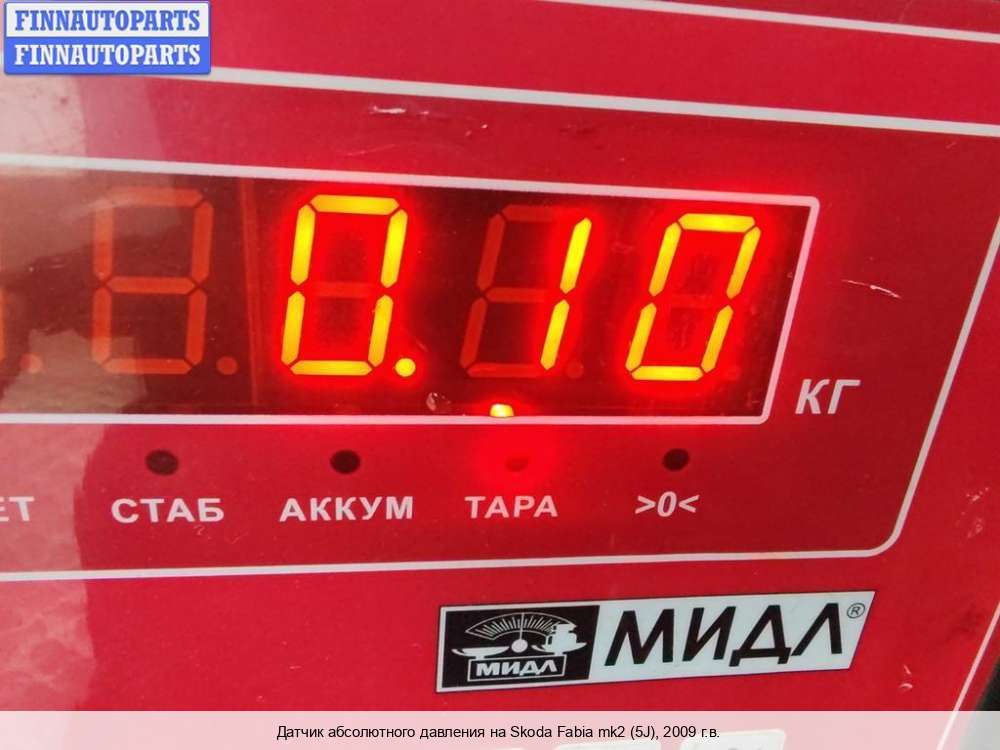 FINNAUTOPARTS
FINNAUTOPARTS
0.10
КГ
СТАБ АККУМ ТАРА >0<
МИДЛ МИДЛ®
Датчик абсолютного давления на Skoda Fabia mk2 (5J), 2009 г.в.